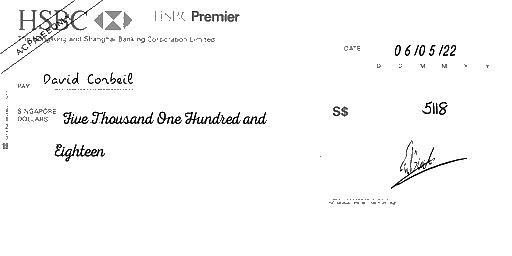 HSBC HSBC Premier
The Hongkong and Shanghai Banking Corporation Limited
A/C PAYEE ONLY
DATE 06/05/22
D D M M Y Y
PAY David Corbeil
SINGAPORE DOLLARS Five Thousand One Hundred and
Eighteen
S$ 5118